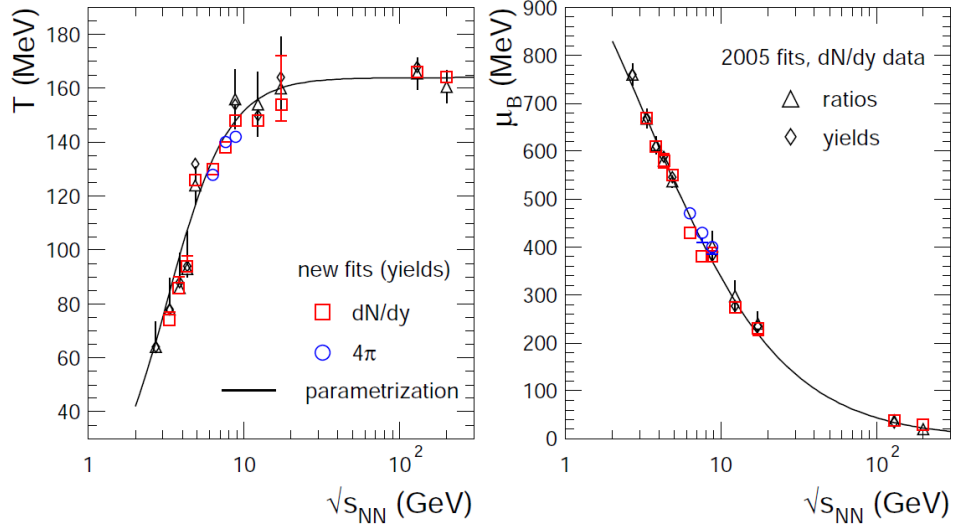 T (MeV)
180
160
140
120
100
80
60
40
new fits (yields)
dN/dy
4π
parametrization
1
10
10²
√s_NN (GeV)
μ_B (MeV)
900
800
700
600
500
400
300
200
100
0
2005 fits, dN/dy data
ratios
yields
1
10
10²
√s_NN (GeV)